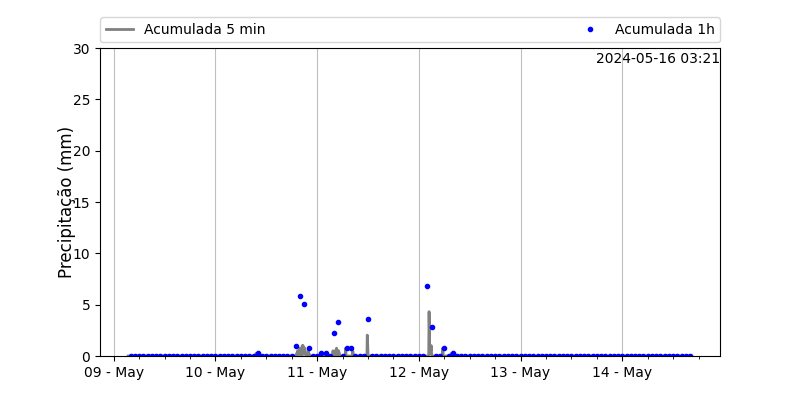 Acumulada 5 min
Acumulada 1h
2024-05-16 03:21
Precipitação (mm)
30
25
20
15
10
5
0
09 - May
10 - May
11 - May
12 - May
13 - May
14 - May